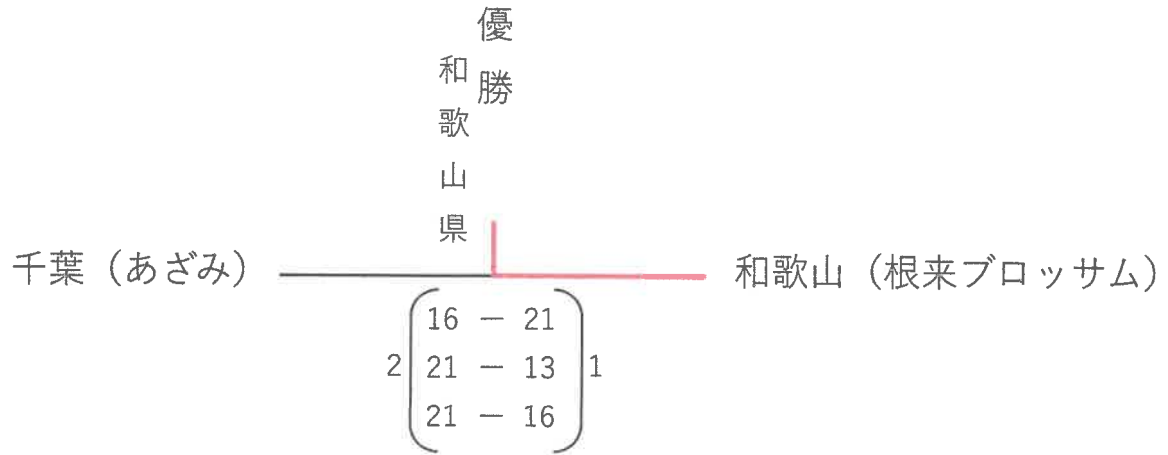 優勝
和歌山県
千葉（あざみ）
和歌山（根来ブロッサム）
16 － 21
2 21 － 13 1
21 － 16